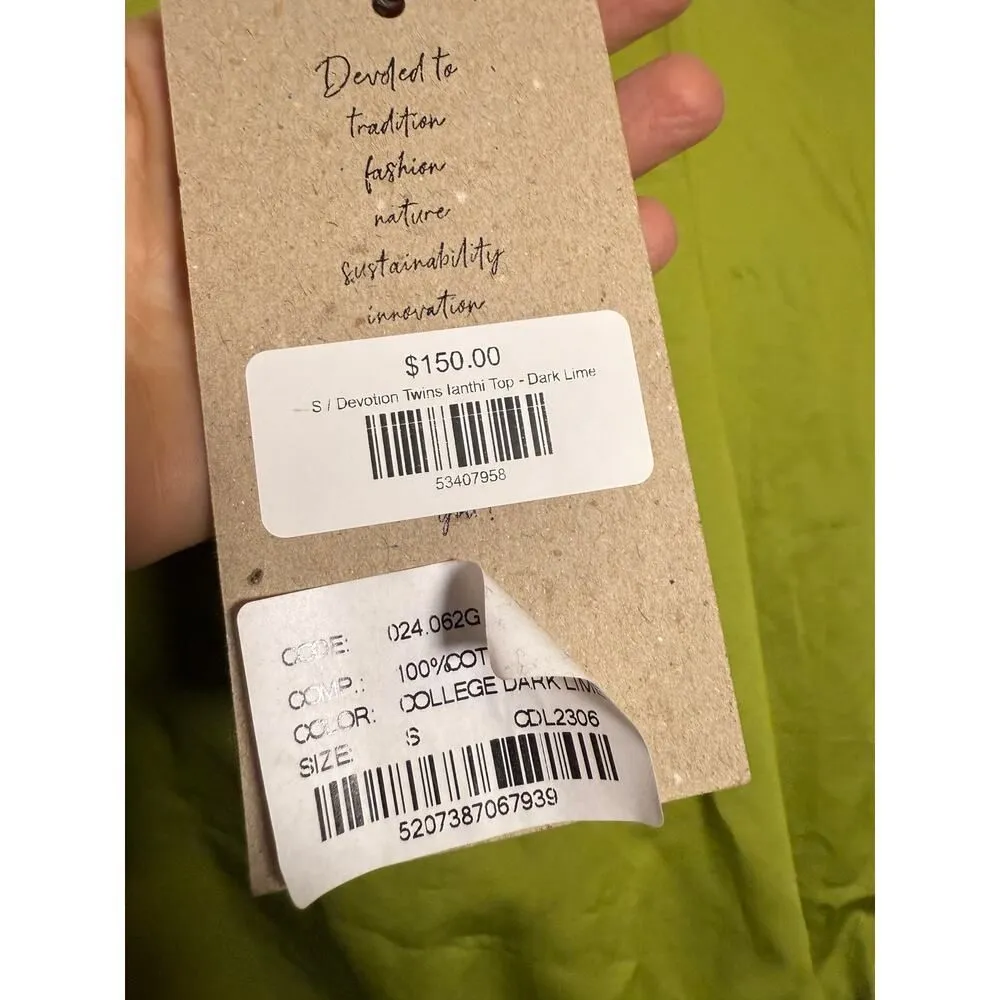 Devoted to
tradition
fashion
nature
sustainability
innovation
$150.00
S / Devotion Twins Ianthi Top - Dark Lime
53407958
CODE: 024.062G
COMP.: 100%COT
COLOR: COLLEGE DARK LIME
SIZE: S CDL2306
5207387067939